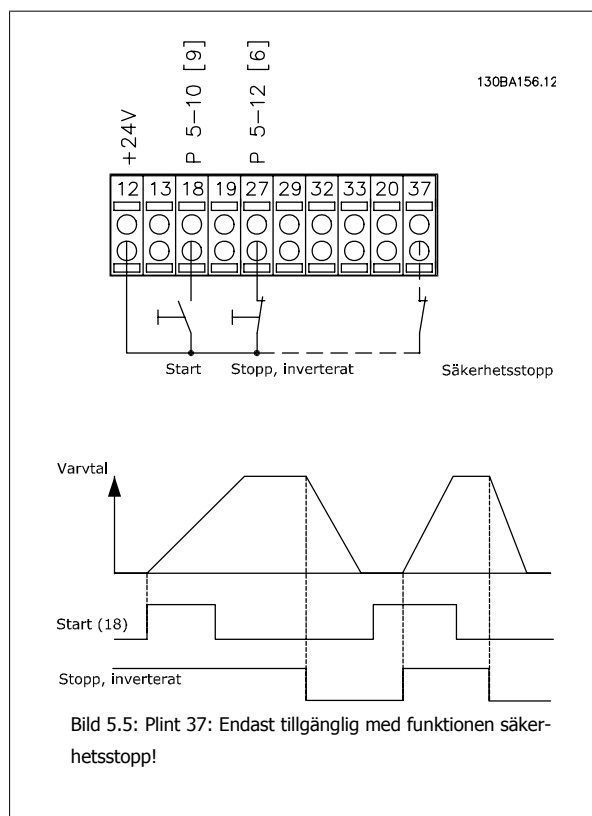 130BA156.12
+24V
P 5-10 [9]
P 5-12 [6]
12 13 18 19 27 29 32 33 20 37
Start
Stopp, inverterat
Säkerhetsstopp
Varvtal
Start (18)
Stopp, inverterat
Bild 5.5: Plint 37: Endast tillgänglig med funktionen säker-
hetsstopp!